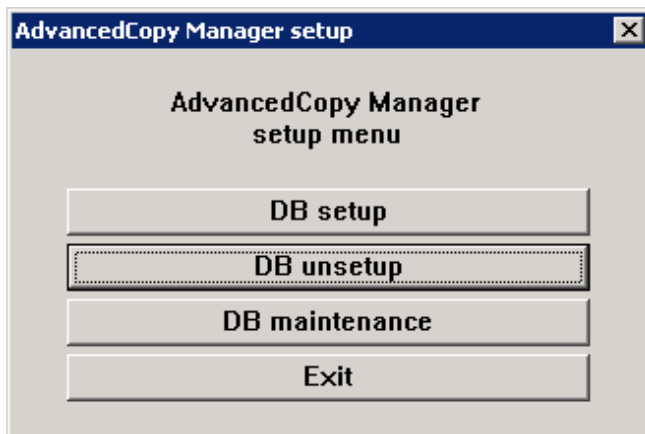 AdvancedCopy Manager setup
AdvancedCopy Manager
setup menu
DB setup
DB unsetup
DB maintenance
Exit